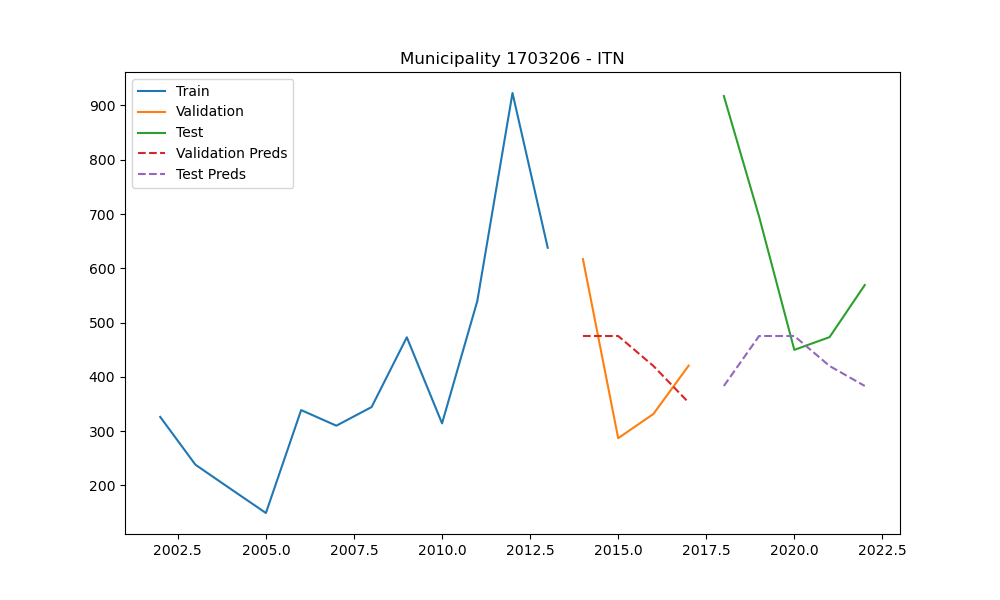 Municipality 1703206 - ITN
Train
Validation
Test
Validation Preds
Test Preds
900
800
700
600
500
400
300
200
2002.5 2005.0 2007.5 2010.0 2012.5 2015.0 2017.5 2020.0 2022.5